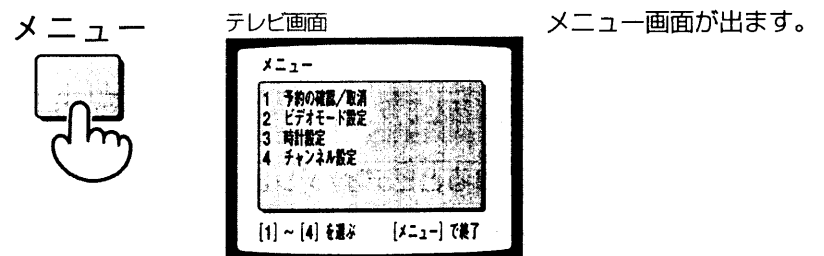 メニュー
テレビ画面
メニュー画面が出ます。
メニュー
1 予約の確認/取消
2 ビデオモード設定
3 時計設定
4 チャンネル設定
[1]～[4]を選ぶ [メニュー]で終了